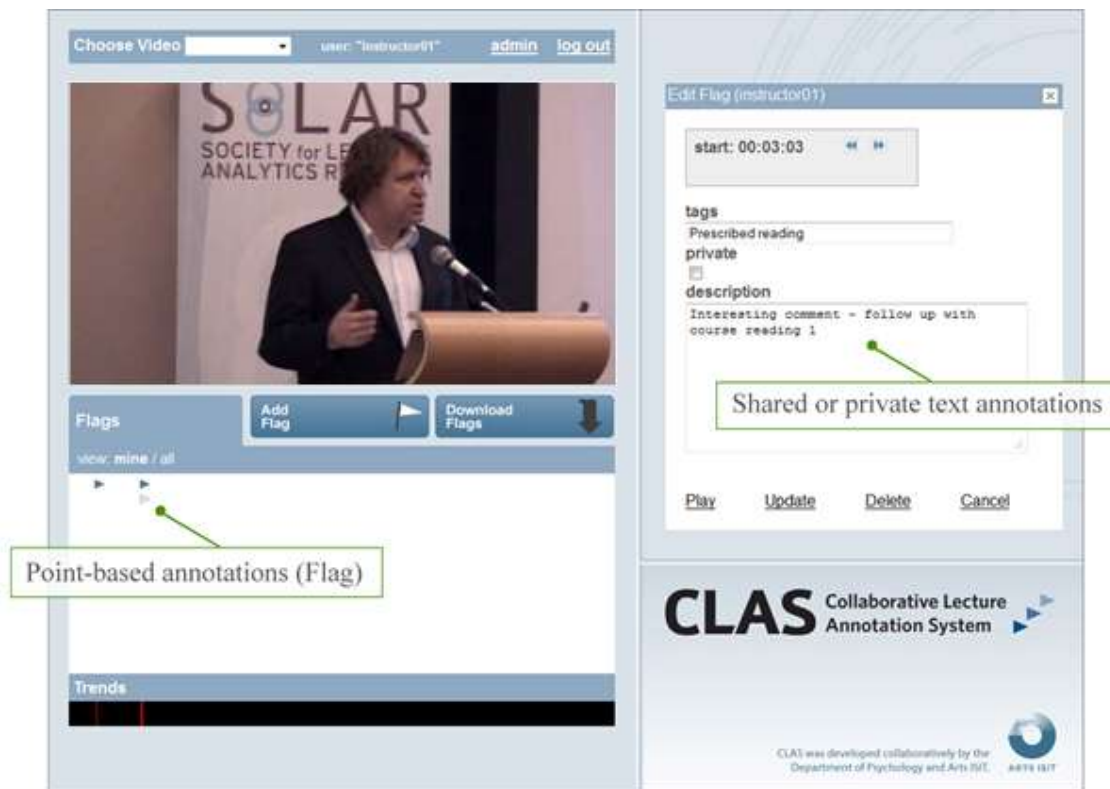 Choose Video
user: "instructor01"
admin
log out
SOLAR
SOCIETY for LE
ANALYTICS R
Flags
Add
Flag
Download
Flags
view: mine / all
Point-based annotations (Flag)
Trends
Edit Flag (instructor01)
start: 00:03:03
tags
Prescribed reading
private
description
Interesting comment - follow up with
course reading 1
Shared or private text annotations
Play
Update
Delete
Cancel
CLAS Collaborative Lecture
Annotation System
CLAS was developed collaboratively by the
Department of Psychology and Arts ISIT.
ARTS ISIT